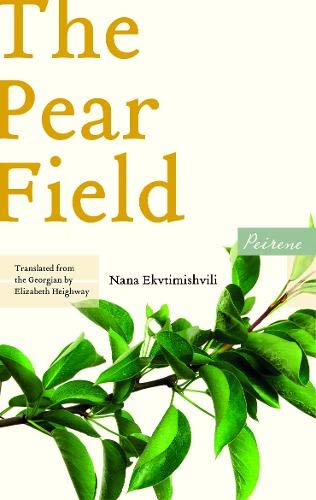 The
Pear
Field
Peirene
Translated from
the Georgian by
Elizabeth Heighway
Nana Ekvtimishvili